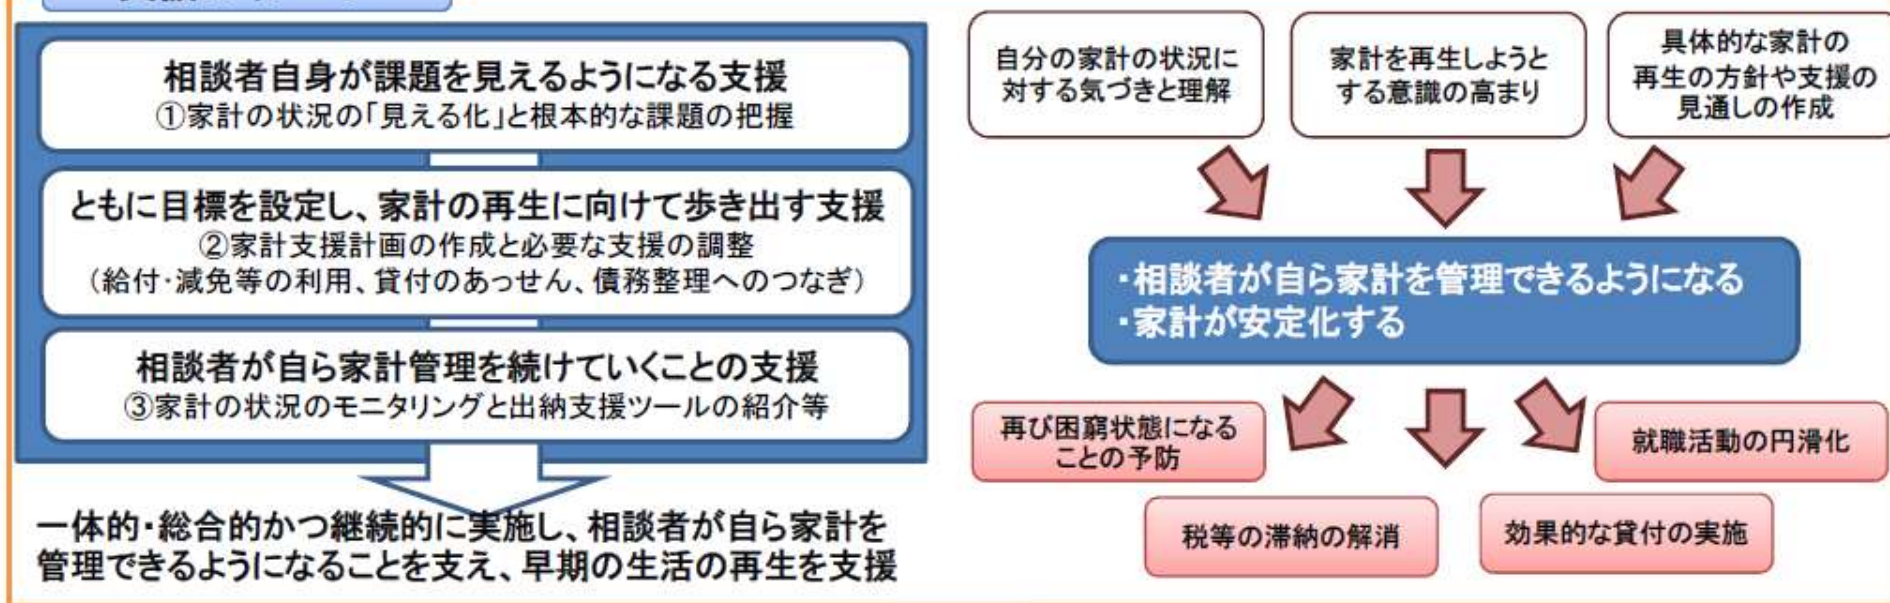 相談者自身が課題を見えるようになる支援
①家計の状況の「見える化」と根本的な課題の把握
ともに目標を設定し、家計の再生に向けて歩き出す支援
②家計支援計画の作成と必要な支援の調整
（給付・減免等の利用、貸付のあっせん、債務整理へのつなぎ）
相談者が自ら家計管理を続けていくことの支援
③家計の状況のモニタリングと出納支援ツールの紹介等
一体的・総合的かつ継続的に実施し、相談者が自ら家計を
管理できるようになることを支え、早期の生活の再生を支援
自分の家計の状況に
対する気づきと理解
家計を再生しようと
する意識の高まり
具体的な家計の
再生の方針や支援の
見通しの作成
・相談者が自ら家計を管理できるようになる
・家計が安定化する
再び困窮状態になる
ことの予防
税等の滞納の解消
効果的な貸付の実施
就職活動の円滑化